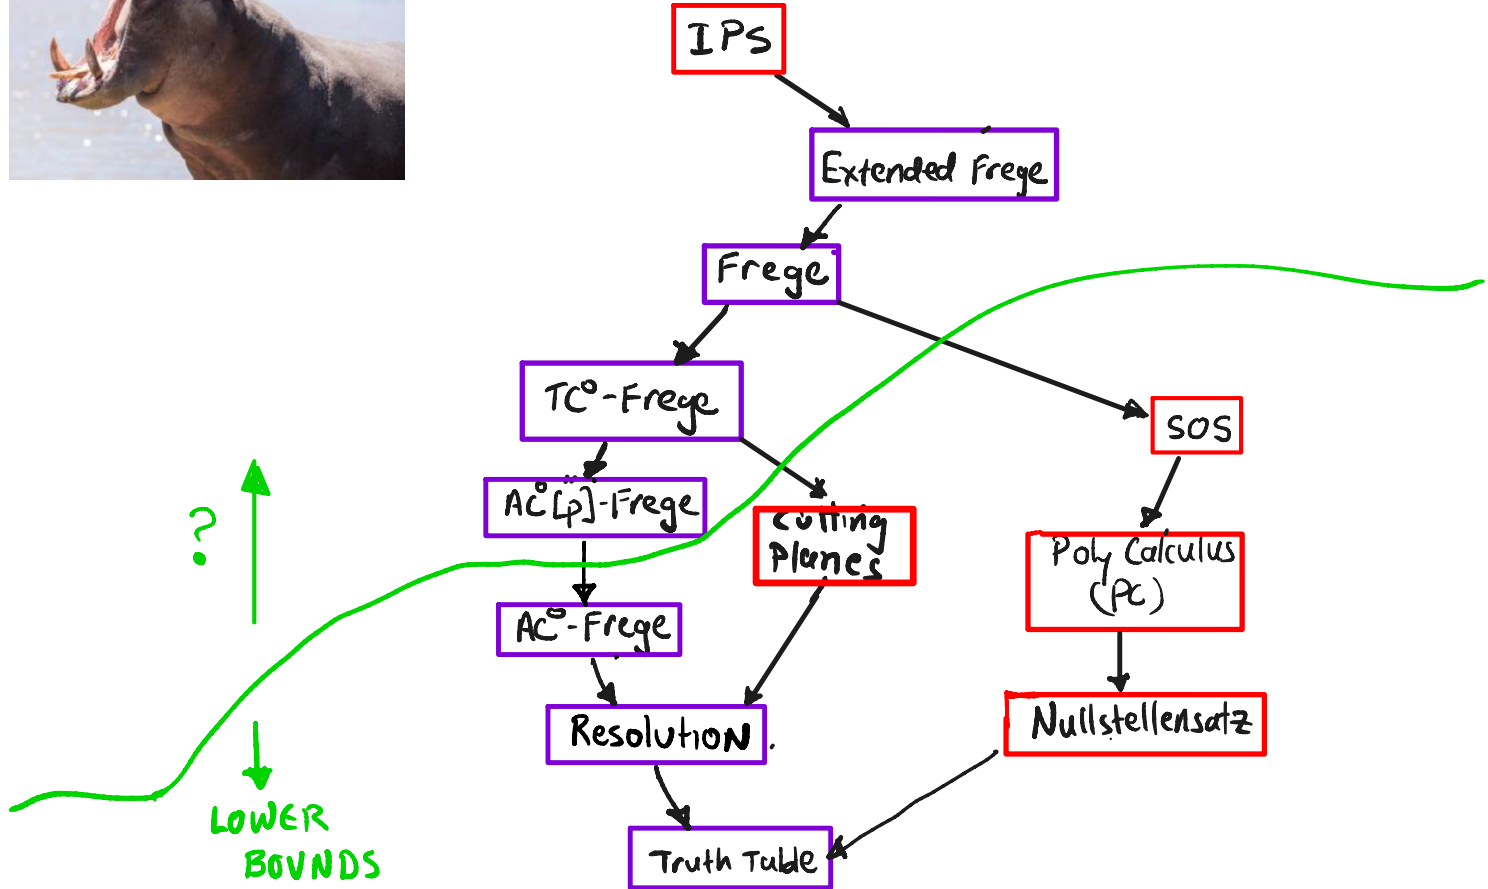 IPS
Extended Frege
Frege
TC⁰-Frege
SOS
AC⁰[p]-Frege
Cutting
Planes
?
Poly Calculus
(PC)
AC⁰-Frege
Resolution
Nullstellensatz
LOWER
BOUNDS
Truth Table